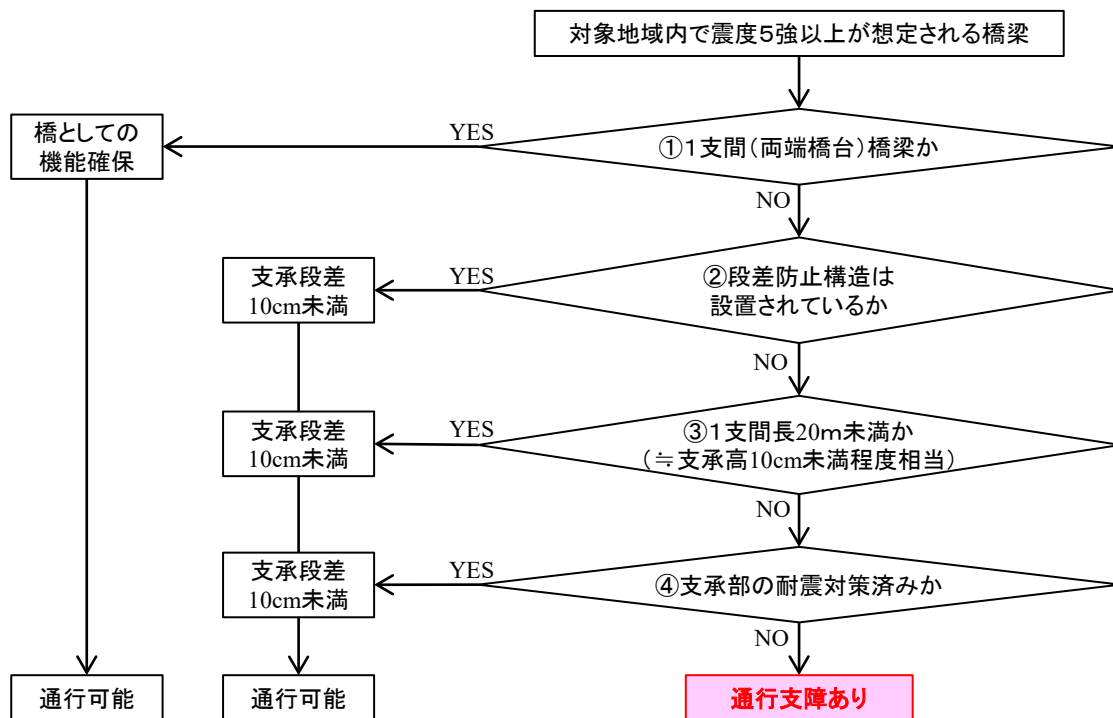 対象地域内で震度5強以上が想定される橋梁
橋としての
機能確保
YES
①1支間(両端橋台)橋梁か
NO
支承段差
10cm未満
YES
②段差防止構造は
設置されているか
NO
支承段差
10cm未満
YES
③1支間長20m未満か
(≒支承高10cm未満程度相当)
NO
支承段差
10cm未満
YES
④支承部の耐震対策済みか
NO
通行可能
通行可能
通行支障あり